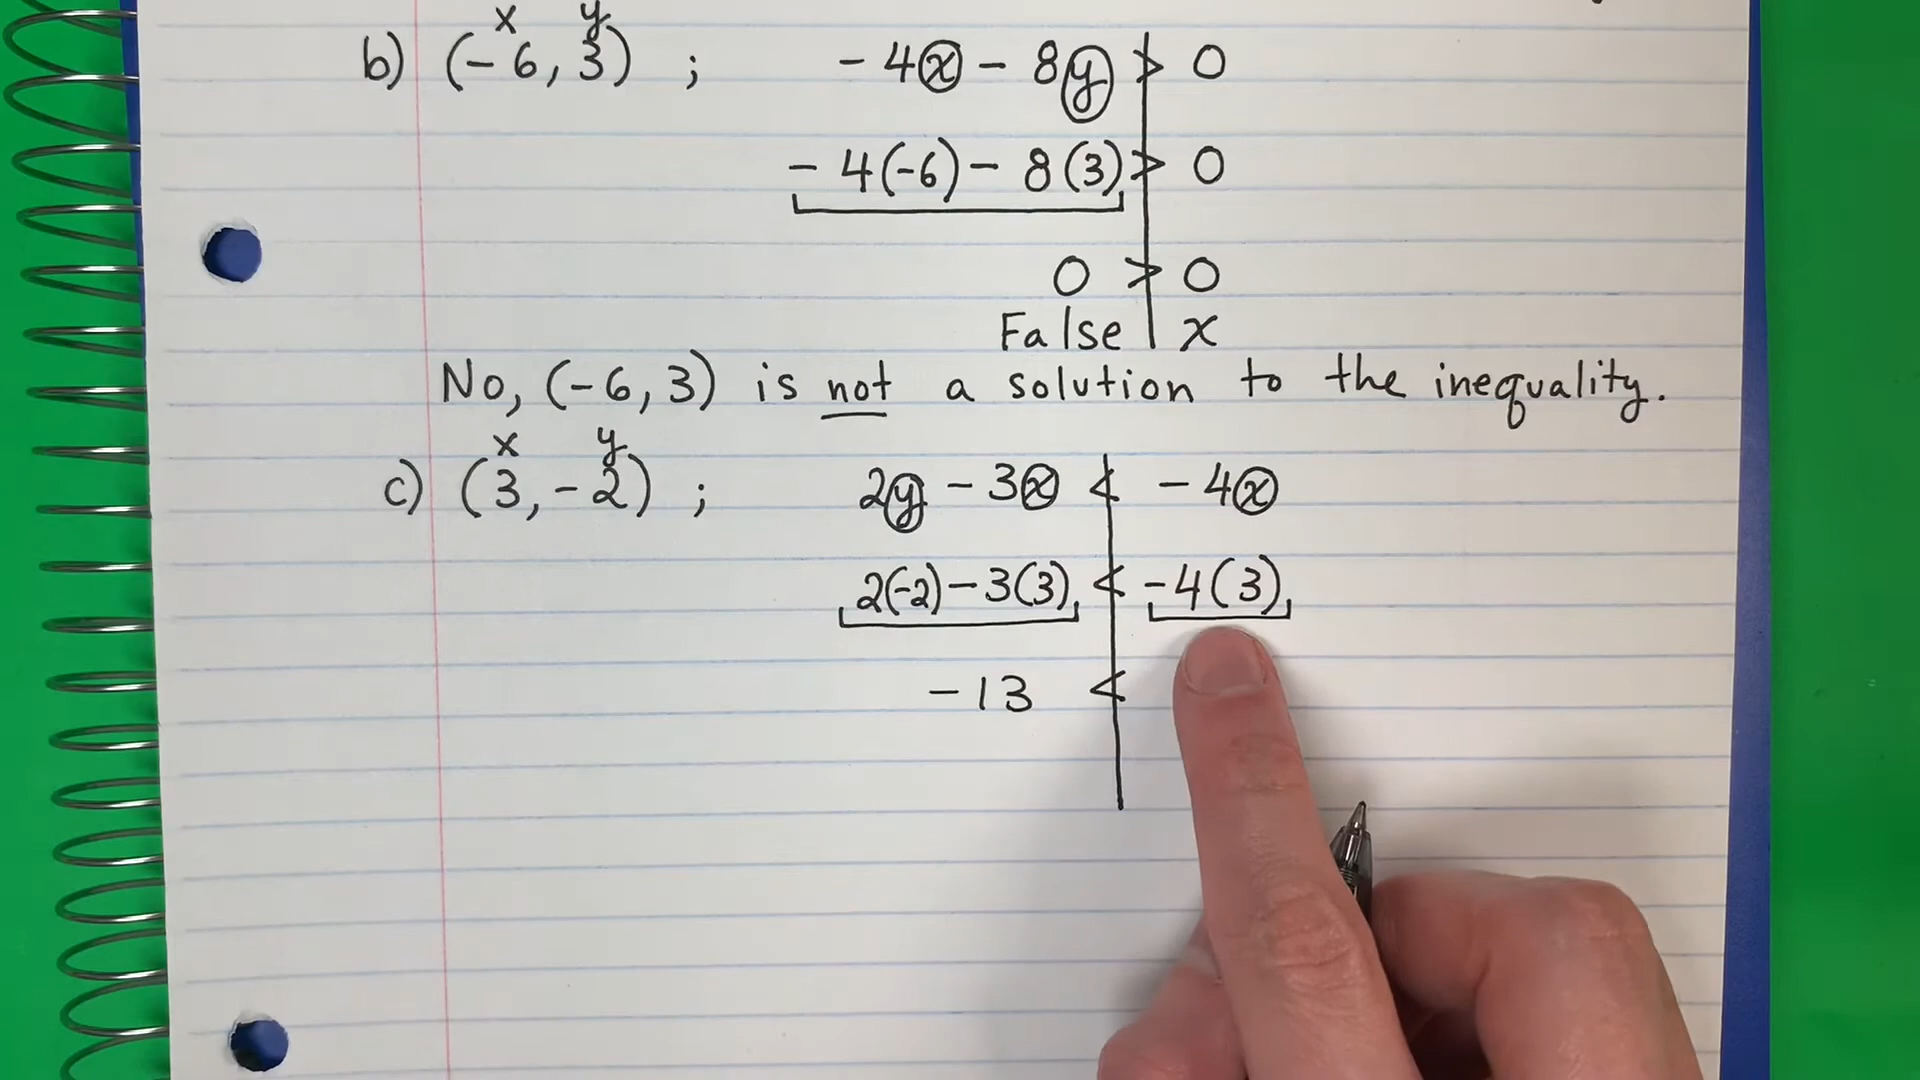 x y
b) (-6, 3) ; -4x - 8y > 0
-4(-6) - 8(3) > 0
0 > 0
False x
No, (-6, 3) is not a solution to the inequality.
x y
c) (3, -2) ; 2y - 3x < -4x
2(-2) - 3(3) < -4(3)
-13 <